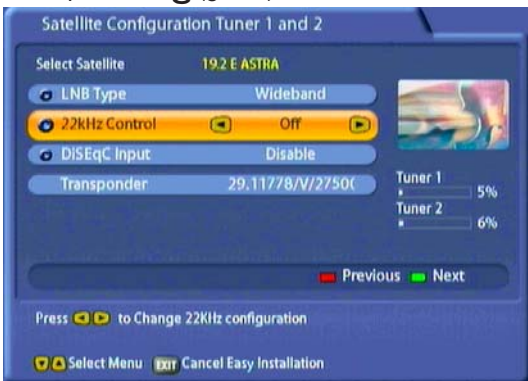 Satellite Configuration Tuner 1 and 2
Select Satellite 19.2 E ASTRA
LNB Type Wideband
22kHz Control Off
DiSEqC Input Disable
Transponder 29.11778/V/2750(
Tuner 1
5%
Tuner 2
6%
Previous Next
Press to Change 22KHz configuration
Select Menu EXIT Cancel Easy Installation